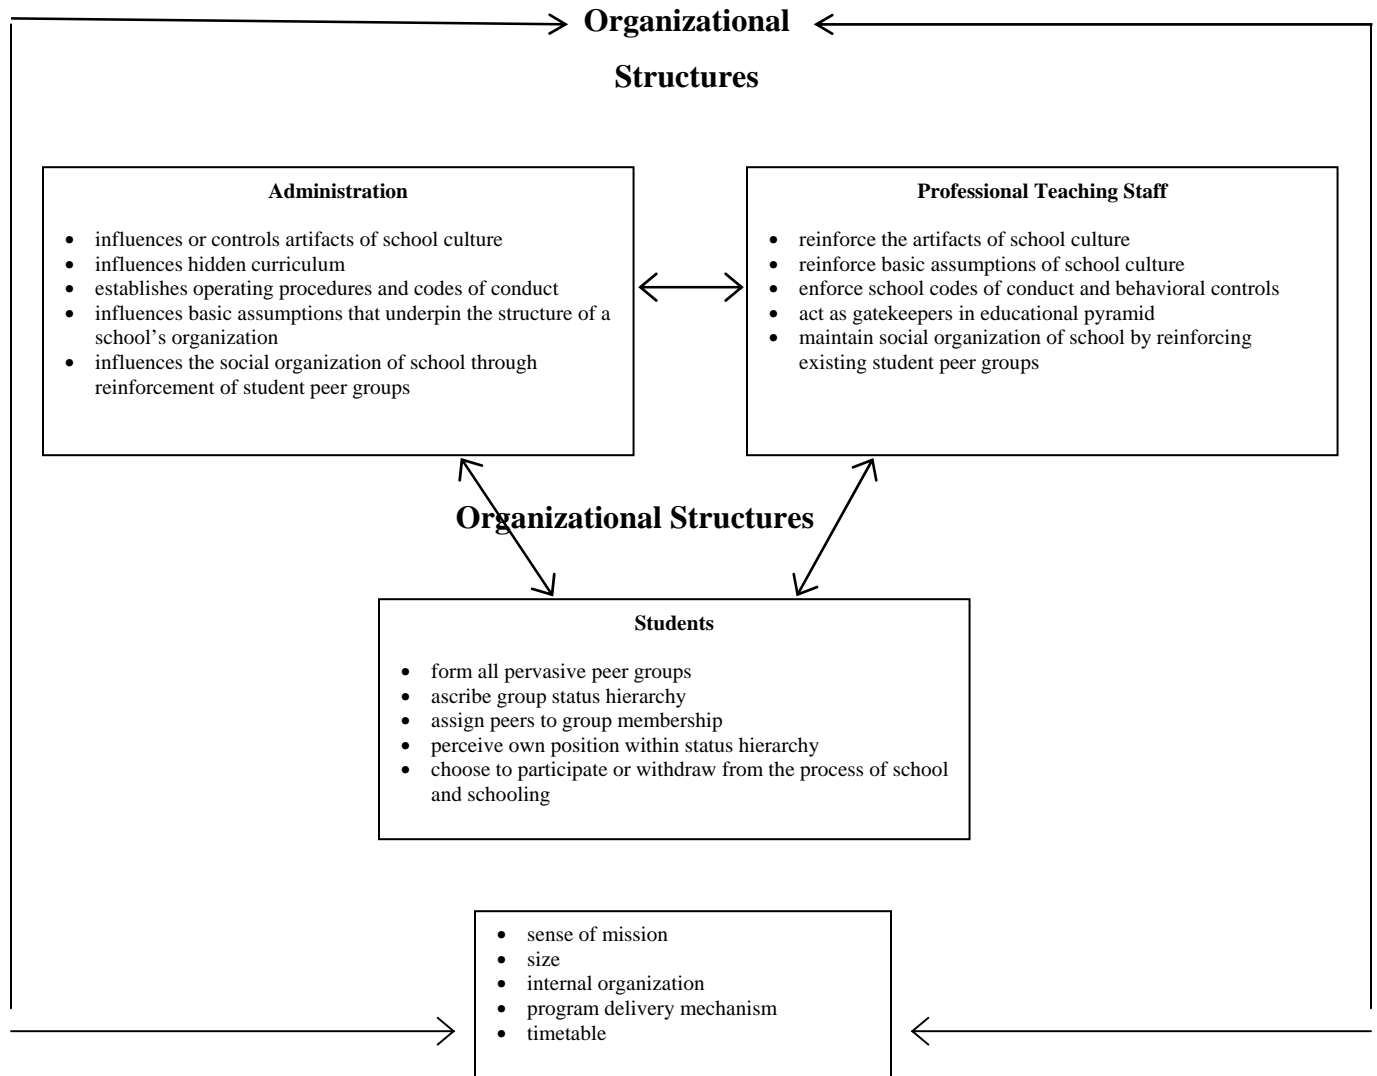 Organizational
Structures
Administration
• influences or controls artifacts of school culture
• influences hidden curriculum
• establishes operating procedures and codes of conduct
• influences basic assumptions that underpin the structure of a
school’s organization
• influences the social organization of school through
reinforcement of student peer groups
Professional Teaching Staff
• reinforce the artifacts of school culture
• reinforce basic assumptions of school culture
• enforce school codes of conduct and behavioral controls
• act as gatekeepers in educational pyramid
• maintain social organization of school by reinforcing
existing student peer groups
Organizational Structures
Students
• form all pervasive peer groups
• ascribe group status hierarchy
• assign peers to group membership
• perceive own position within status hierarchy
• choose to participate or withdraw from the process of school
and schooling
• sense of mission
• size
• internal organization
• program delivery mechanism
• timetable